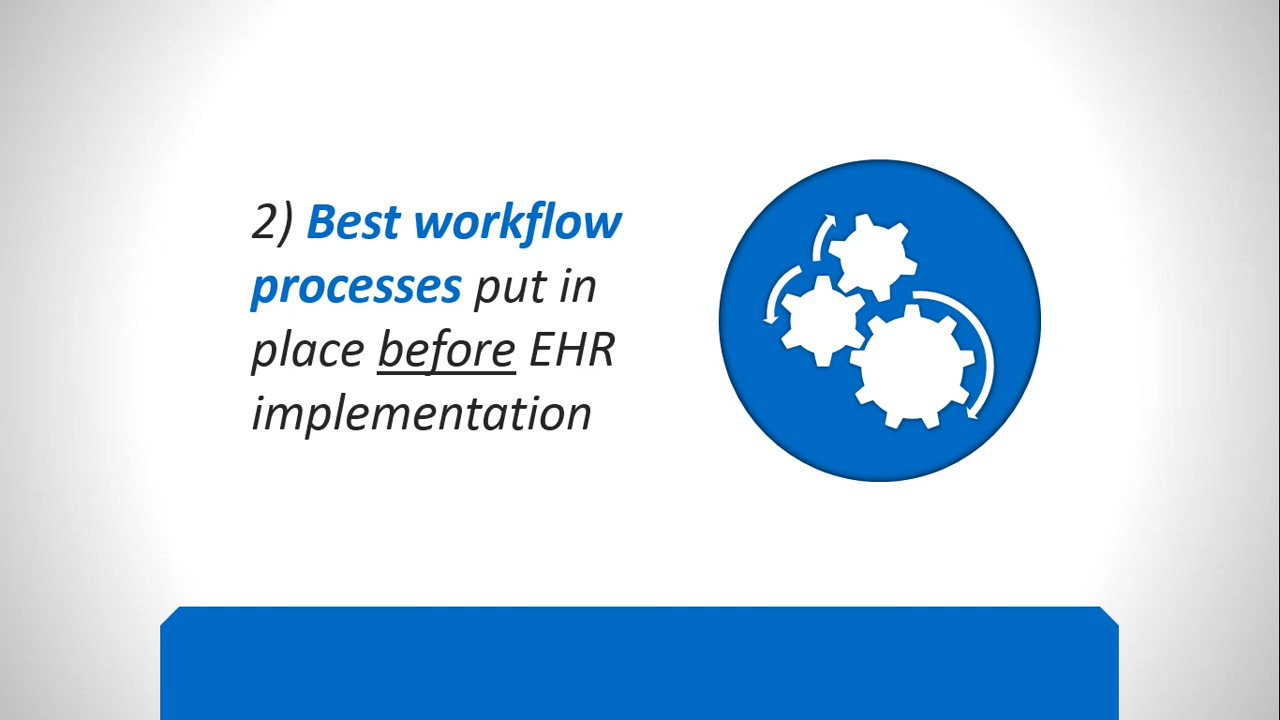 2) Best workflow
processes put in
place before EHR
implementation